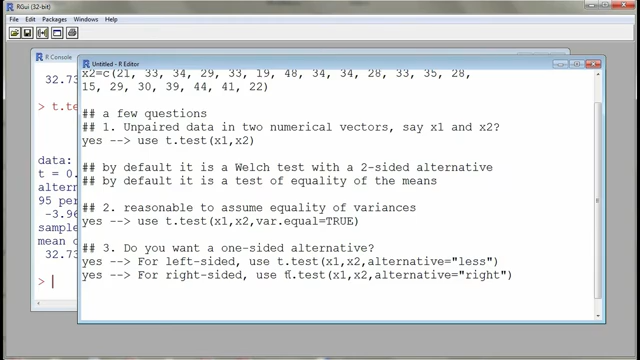 RGui (32-bit)
File Edit Packages Windows Help
R Console
32.73
> t.te
data:
t = 0.
altern
95 per
-3.96
sample
mean o
32.73
>
Untitled - R Editor
x2=c(21, 33, 34, 29, 33, 19, 48, 34, 34, 28, 33, 35, 28,
15, 29, 30, 39, 44, 41, 22)
## a few questions
## 1. Unpaired data in two numerical vectors, say x1 and x2?
yes --> use t.test(x1,x2)
## by default it is a Welch test with a 2-sided alternative
## by default it is a test of equality of the means
## 2. reasonable to assume equality of variances
yes --> use t.test(x1,x2,var.equal=TRUE)
## 3. Do you want a one-sided alternative?
yes --> For left-sided, use t.test(x1,x2,alternative="less")
yes --> For right-sided, use t.test(x1,x2,alternative="right")